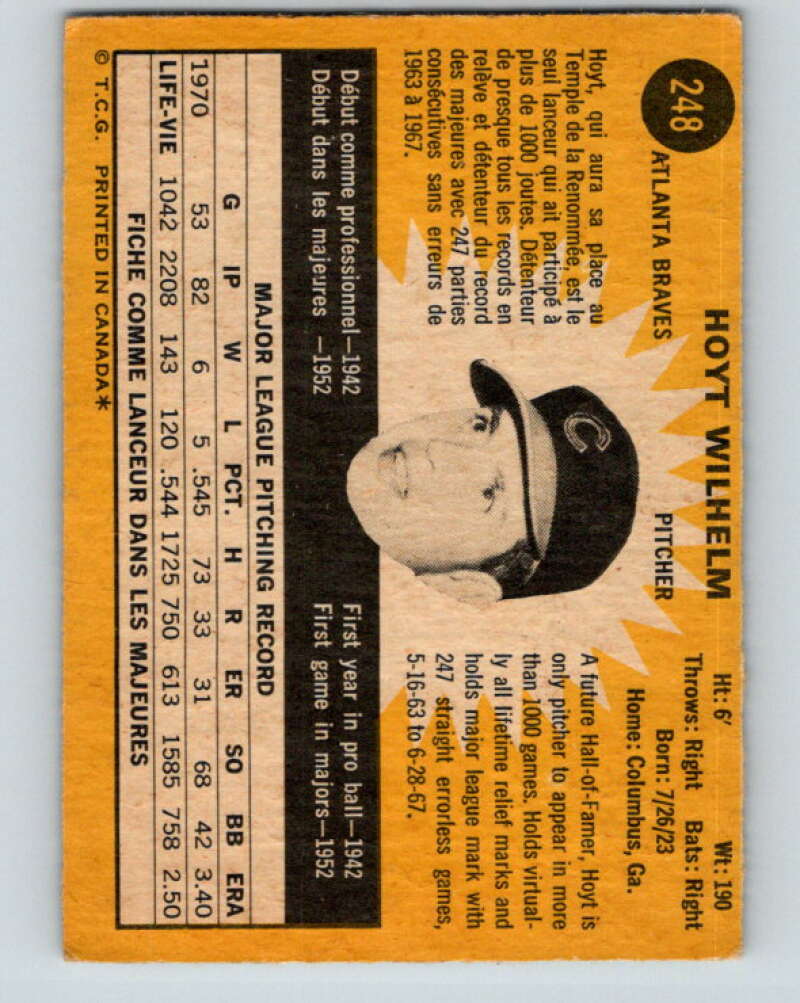 248
HOYT WILHELM
ATLANTA BRAVES PITCHER
Ht: 6' Wt: 190
Throws: Right Bats: Right
Born: 7/26/23
Home: Columbus, Ga.
Hoyt, qui aura sa place au
Temple de la Renommée, est le
seul lanceur qui ait participé à
plus de 1000 joutes. Détenteur
de presque tous les records en
relève et détenteur du record
des majeures avec 247 parties
consécutives sans erreurs de
1963 à 1967.
C
A future Hall-of-Famer, Hoyt is
only pitcher to appear in more
than 1000 games. Holds virtual-
ly all lifetime relief marks and
holds major league mark with
247 straight errorless games,
5-16-63 to 6-28-67.
Début comme professionnel—1942
Début dans les majeures —1952
First year in pro ball—1942
First game in majors—1952
MAJOR LEAGUE PITCHING RECORD
G IP W L PCT. H R ER SO BB ERA
1970 53 82 6 5 .545 73 33 31 68 42 3.40
LIFE-VIE 1042 2208 143 120 .544 1725 750 613 1585 758 2.50
FICHE COMME LANCEUR DANS LES MAJEURES
© T.C.G. PRINTED IN CANADA*